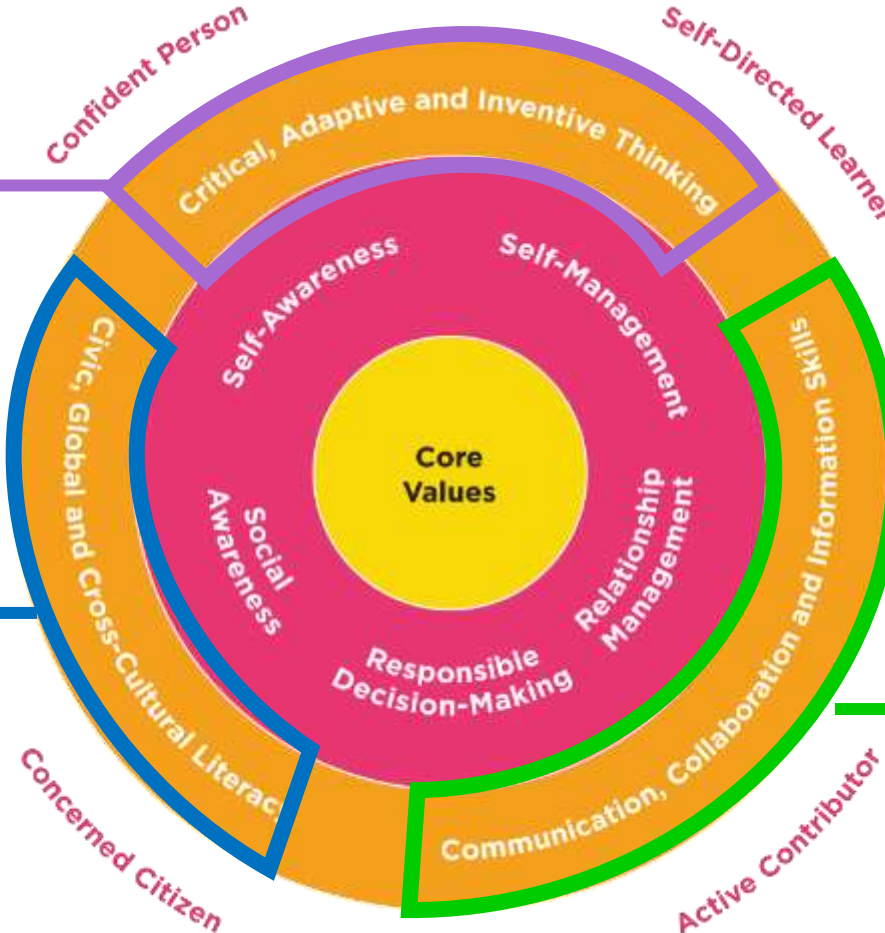 Confident Person
Self-Directed Learner
Critical, Adaptive and Inventive Thinking
Self-Awareness
Self-Management
Civic, Global and Cross-Cultural Literac
Communication, Collaboration and Information Skills
Core
Values
Social
Awareness
Relationship
Management
Responsible
Decision-Making
Concerned Citizen
Active Contributor